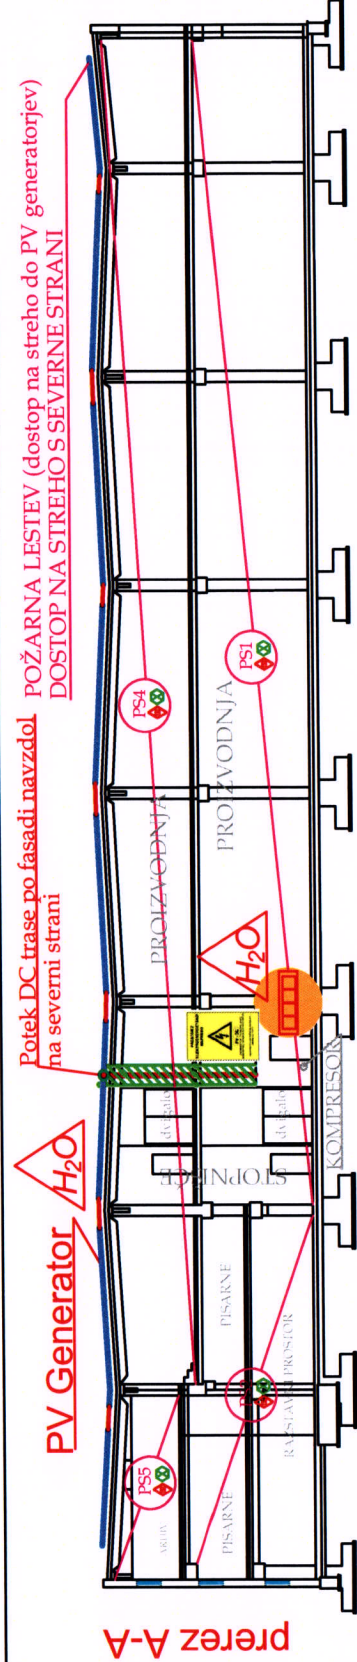 prerez A-A
PV Generator
H₂O
Potek DC trase po fasadi navzdol
na severni strani
POŽARNA LESTEV (dostop na streho do PV generatorjev)
DOSTOP NA STREHO S SEVERNE STRANI
PS5
PS4
PS1
PISARNE
PISARNE
RAZSTAVNI PROSTOR
STOPNIŠČE
dvigalo
dvigalo
PROIZVODNJA
PROIZVODNJA
H₂O
KOMPRESOR